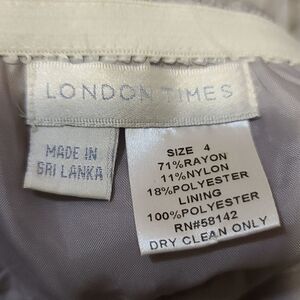 LONDON TIMES
MADE IN
SRI LANKA
SIZE 4
71%RAYON
11%NYLON
18%POLYESTER
LINING
100%POLYESTER
RN#58142
DRY CLEAN ONLY